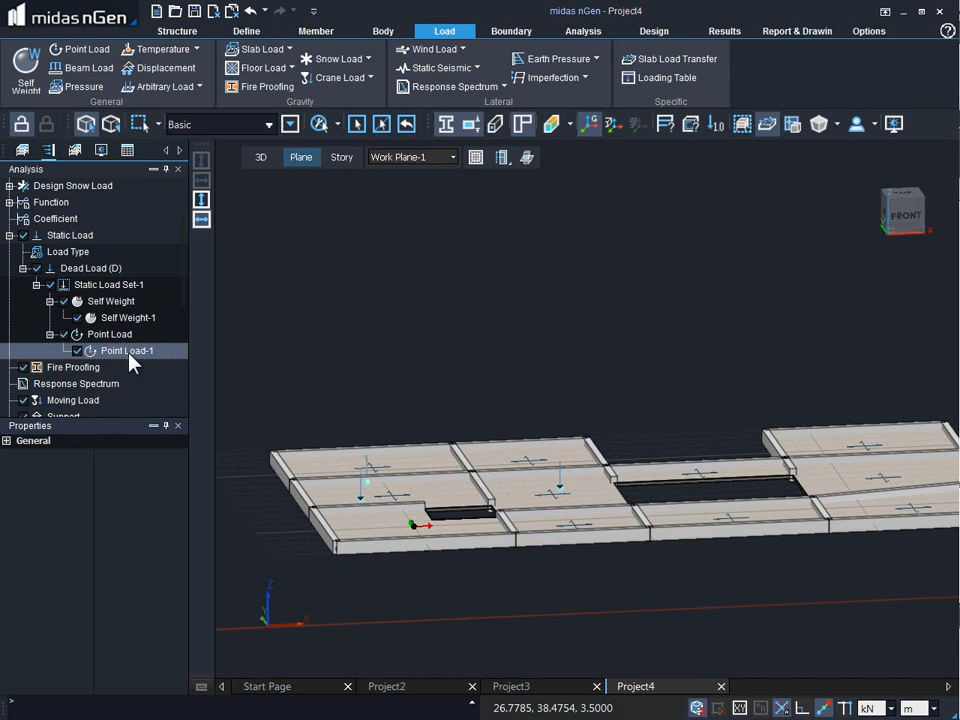 midas nGen
midas nGen - Project4
Structure
Define
Member
Body
Load
Boundary
Analysis
Design
Results
Report & Drawing
Options
Self Weight
Point Load
Beam Load
Pressure
Temperature
Displacement
Arbitrary Load
General
Slab Load
Floor Load
Fire Proofing
Snow Load
Crane Load
Gravity
Wind Load
Static Seismic
Response Spectrum
Earth Pressure
Imperfection
Lateral
Slab Load Transfer
Loading Table
Specific
Basic
1.0
Analysis
3D
Plane
Story
Work Plane-1
Design Snow Load
Function
Coefficient
Static Load
Load Type
Dead Load (D)
Static Load Set-1
Self Weight
Self Weight-1
Point Load
Point Load-1
Fire Proofing
Response Spectrum
Moving Load
Support
Properties
General
FRONT
X
Z
Y
X
Start Page
Project2
Project3
Project4
>
26.7785, 38.4754, 3.5000
XY
kN
m